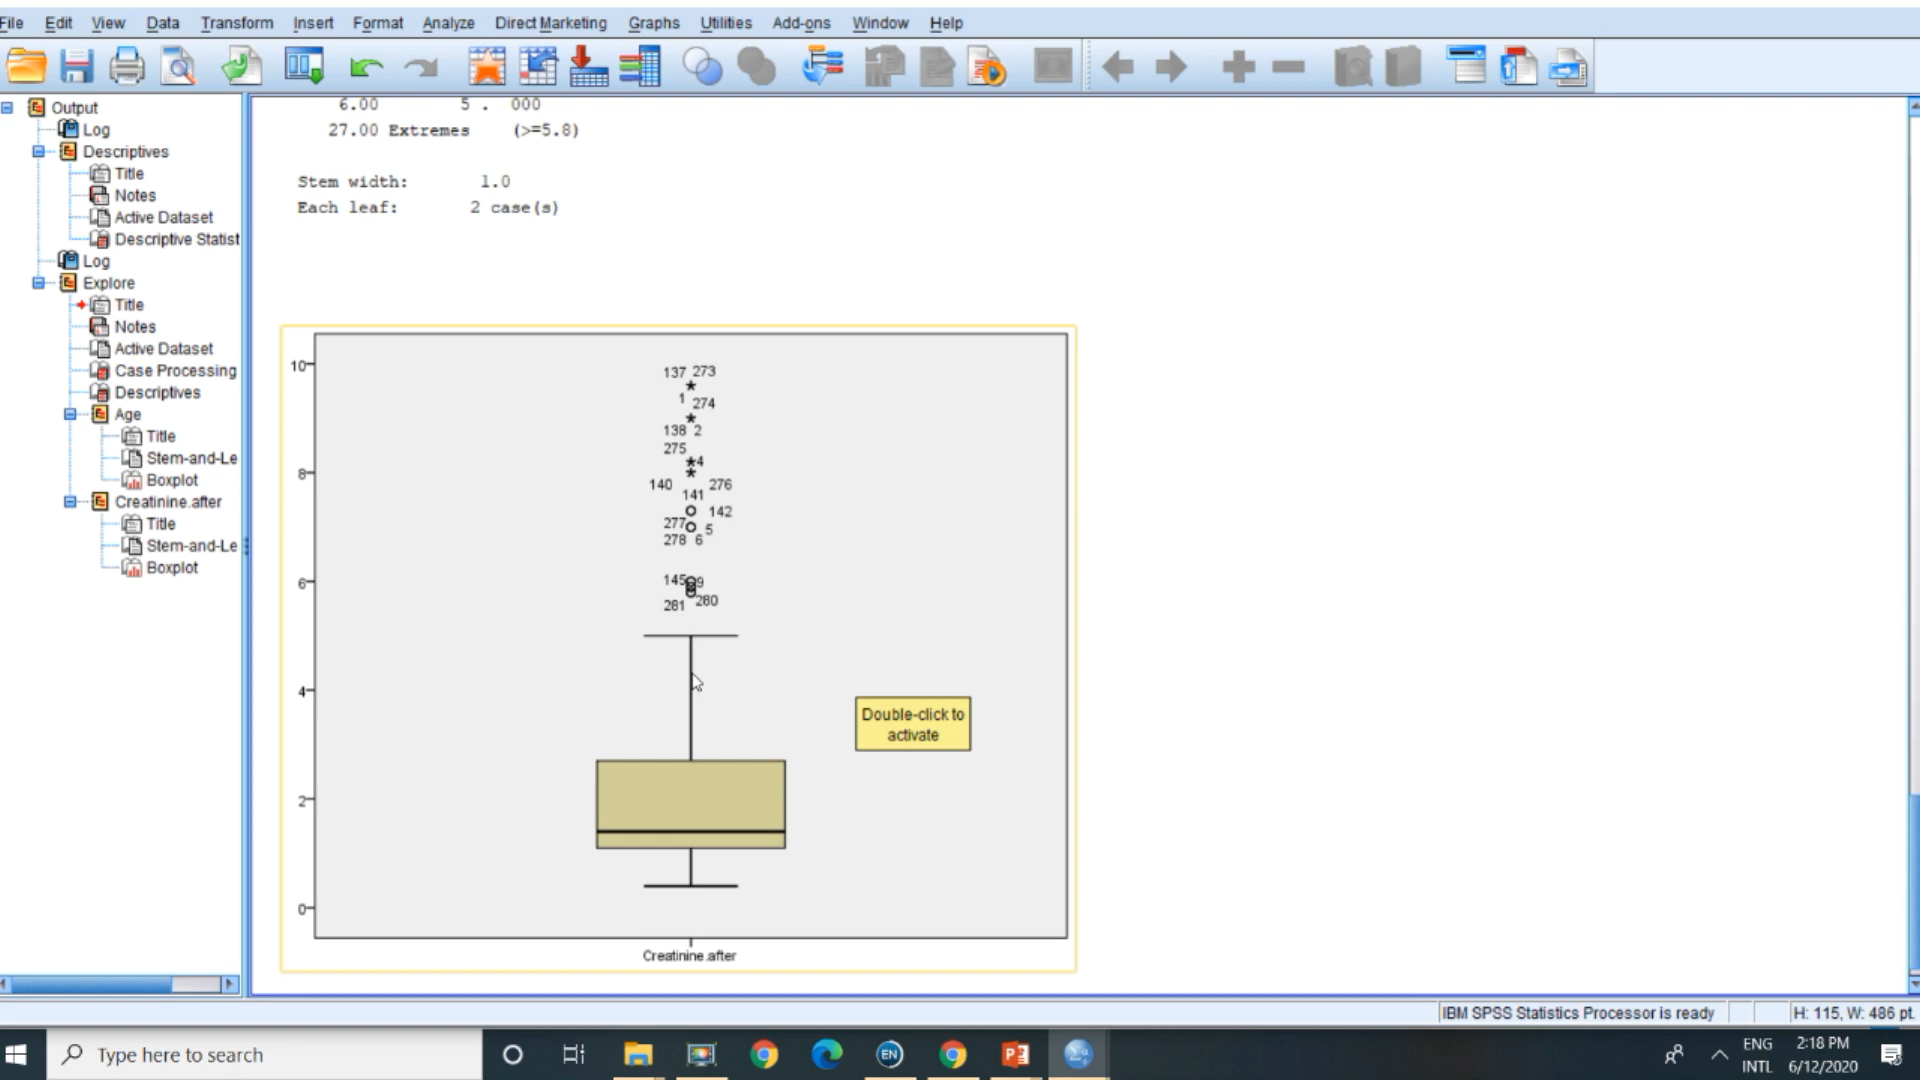 File Edit View Data Transform Insert Format Analyze Direct Marketing Graphs Utilities Add-ons Window Help
Output
Log
Descriptives
Title
Notes
Active Dataset
Descriptive Statist
Log
Explore
Title
Notes
Active Dataset
Case Processing
Descriptives
Age
Title
Stem-and-Le
Boxplot
Creatinine.after
Title
Stem-and-Le
Boxplot
6.00 5 . 000
27.00 Extremes (>=5.8)
Stem width: 1.0
Each leaf: 2 case(s)
10
137 273
1 274
138 2
275
8
4
140 276
141
142
277 5
278 6
6
145 9
281 280
4
Double-click to
activate
2
0
Creatinine.after
IBM SPSS Statistics Processor is ready
H: 115, W: 486 pt.
Type here to search
EN
ENG
INTL
2:18 PM
6/12/2020